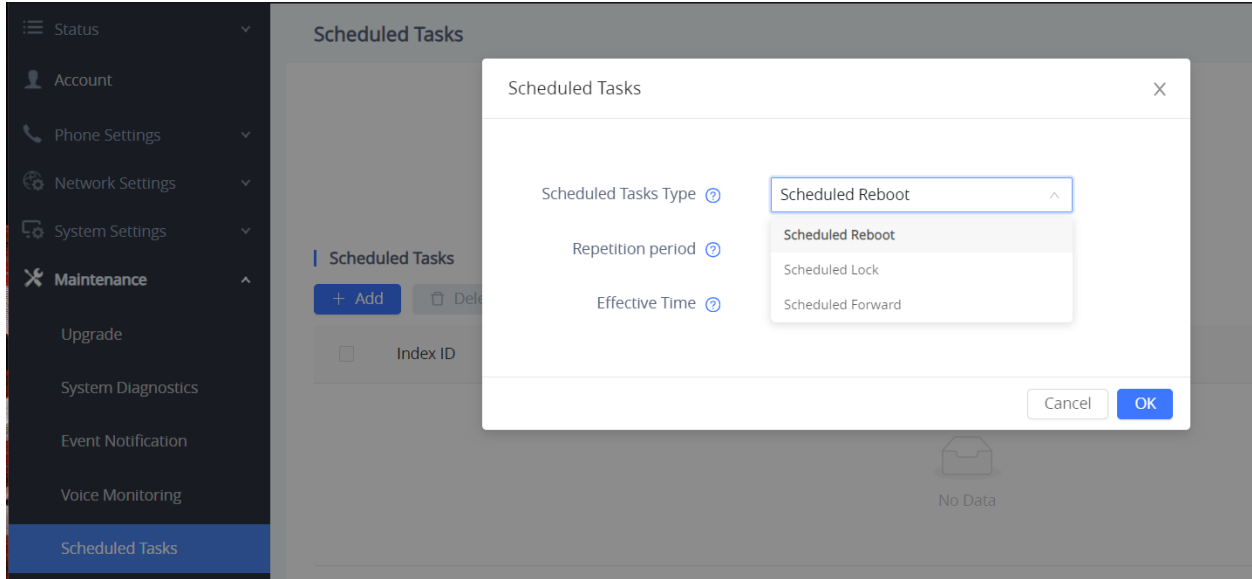 Status
Account
Phone Settings
Network Settings
System Settings
Maintenance
Upgrade
System Diagnostics
Event Notification
Voice Monitoring
Scheduled Tasks
Scheduled Tasks
Scheduled Tasks
+ Add
Index ID
No Data
Scheduled Tasks
Scheduled Tasks Type
Scheduled Reboot
Scheduled Reboot
Scheduled Lock
Scheduled Forward
Repetition period
Effective Time
Cancel
OK